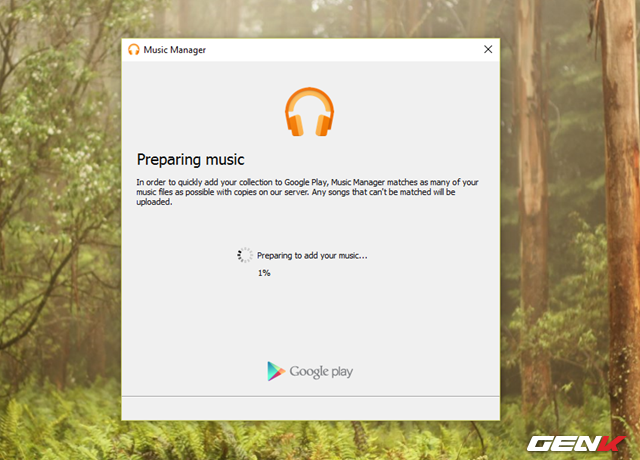 Music Manager
Preparing music
In order to quickly add your collection to Google Play, Music Manager matches as many of your
music files as possible with copies on our server. Any songs that can't be matched will be
uploaded.
Preparing to add your music...
1%
Google play
GENK